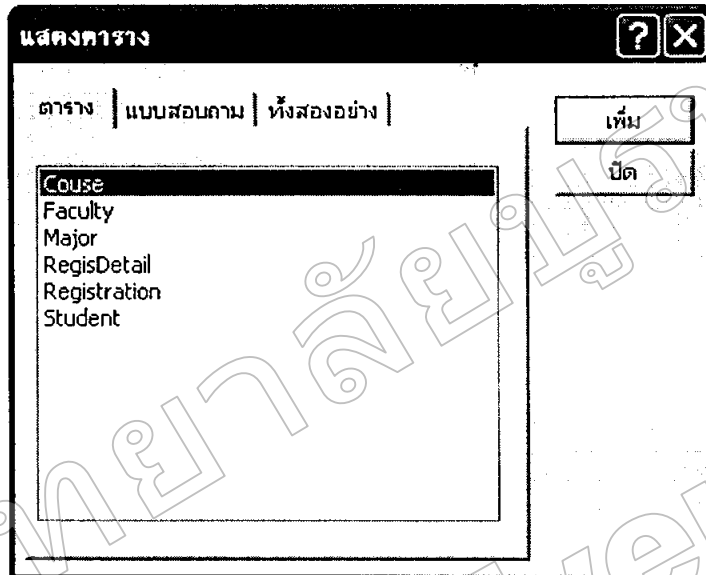 แสดงตาราง
ตาราง แบบสอบถาม ทั้งสองอย่าง
เพิ่ม
ปิด
Couse
Faculty
Major
RegisDetail
Registration
Student